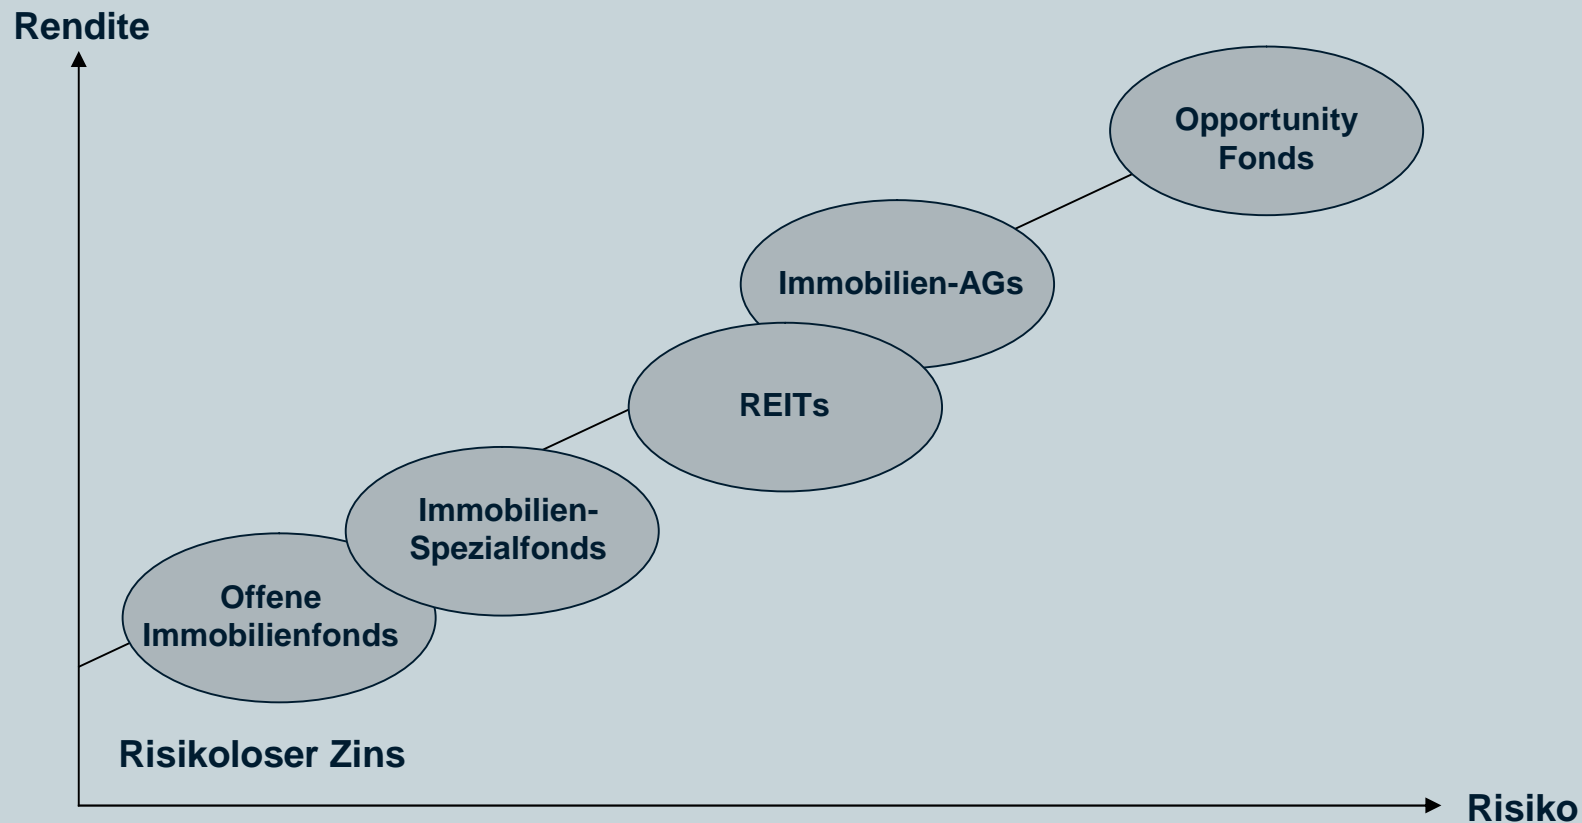 Rendite
Opportunity
Fonds
Immobilien-AGs
REITs
Immobilien-
Spezialfonds
Offene
Immobilienfonds
Risikoloser Zins
Risiko